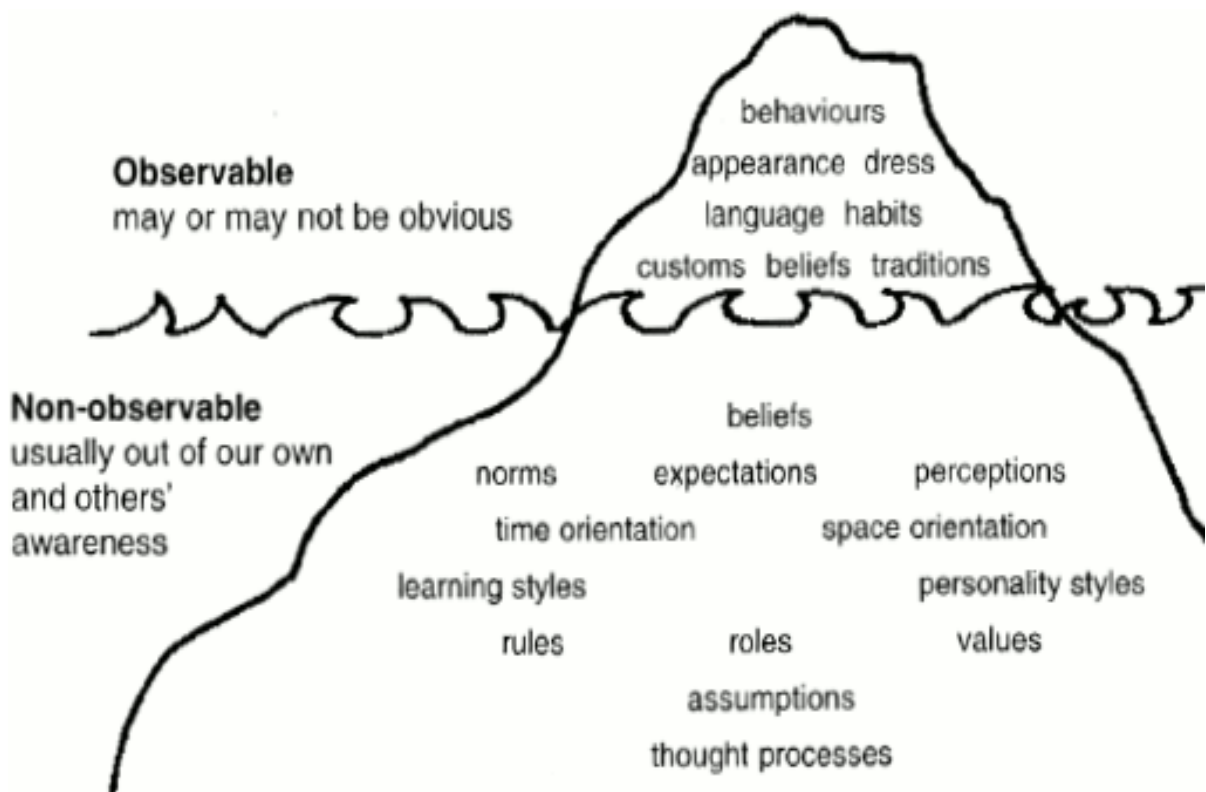 behaviours
appearance dress
language habits
customs beliefs traditions
Observable
may or may not be obvious
Non-observable
usually out of our own
and others'
awareness
beliefs
norms expectations perceptions
time orientation space orientation
learning styles personality styles
rules roles values
assumptions
thought processes